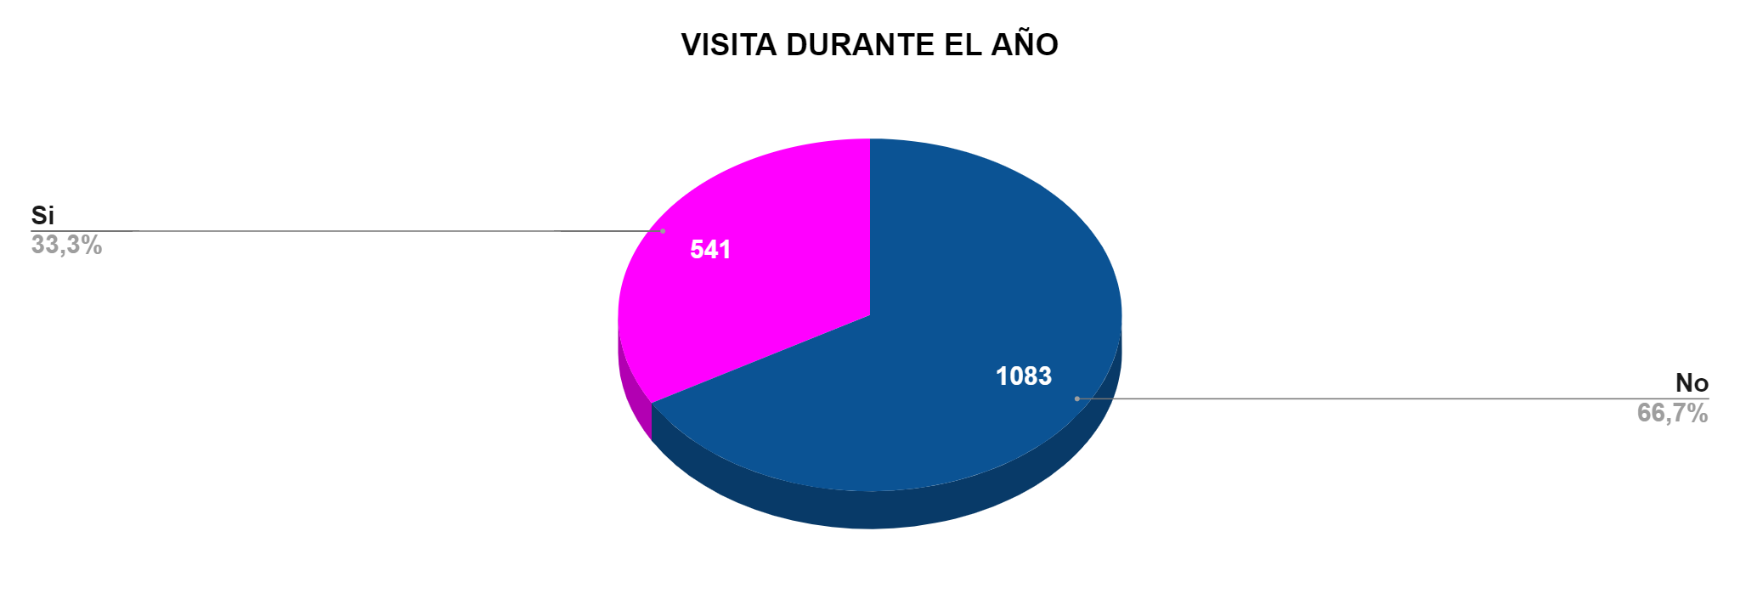 VISITA DURANTE EL AÑO
Si
33,3%
541
1083
No
66,7%